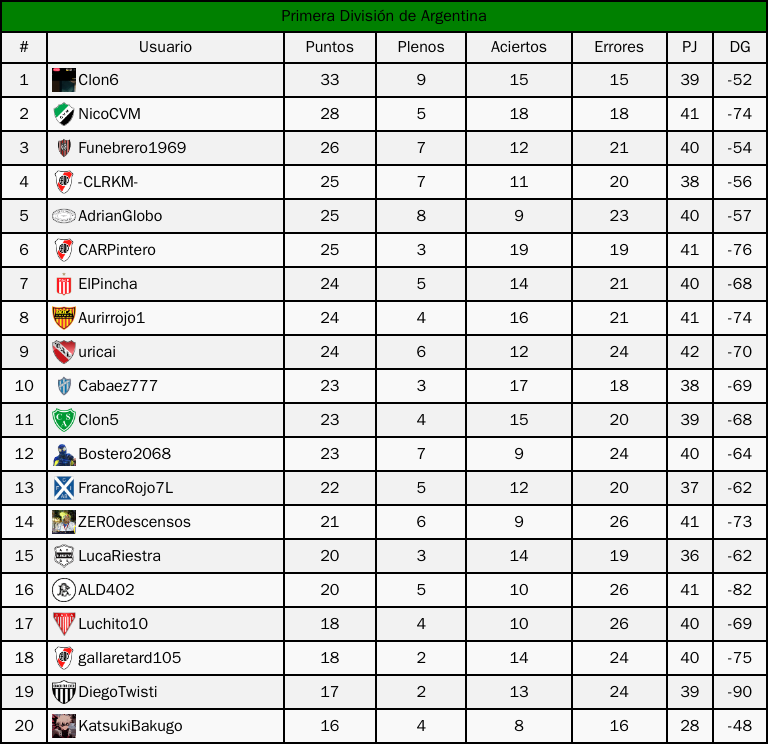 Primera División de Argentina
# Usuario Puntos Plenos Aciertos Errores PJ DG
1 Clon6 33 9 15 15 39 -52
2 NicoCVM 28 5 18 18 41 -74
3 Funebrero1969 26 7 12 21 40 -54
4 -CLRKM- 25 7 11 20 38 -56
5 AdrianGlobo 25 8 9 23 40 -57
6 CARPintero 25 3 19 19 41 -76
7 ElPincha 24 5 14 21 40 -68
8 Aurirrojo1 24 4 16 21 41 -74
9 uricai 24 6 12 24 42 -70
10 Cabaez777 23 3 17 18 38 -69
11 Clon5 23 4 15 20 39 -68
12 Bostero2068 23 7 9 24 40 -64
13 FrancoRojo7L 22 5 12 20 37 -62
14 ZER0descensos 21 6 9 26 41 -73
15 LucaRiestra 20 3 14 19 36 -62
16 ALD402 20 5 10 26 41 -82
17 Luchito10 18 4 10 26 40 -69
18 gallaretard105 18 2 14 24 40 -75
19 DiegoTwisti 17 2 13 24 39 -90
20 KatsukiBakugo 16 4 8 16 28 -48